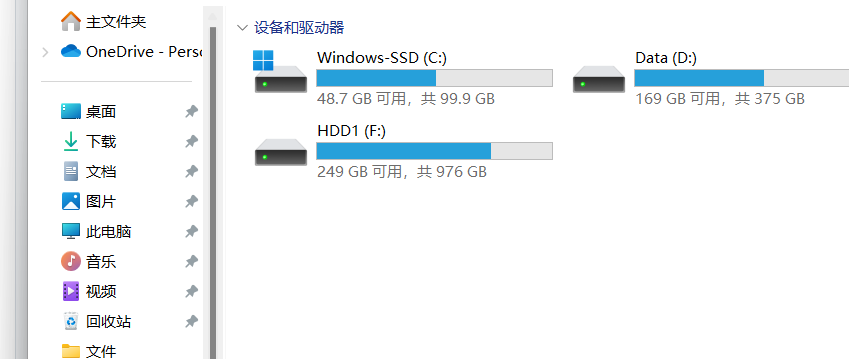 主文件夹
OneDrive - Pers
桌面
下载
文档
图片
此电脑
音乐
视频
回收站
文件
设备和驱动器
Windows-SSD (C:)
48.7 GB 可用，共 99.9 GB
Data (D:)
169 GB 可用，共 375 GB
HDD1 (F:)
249 GB 可用，共 976 GB